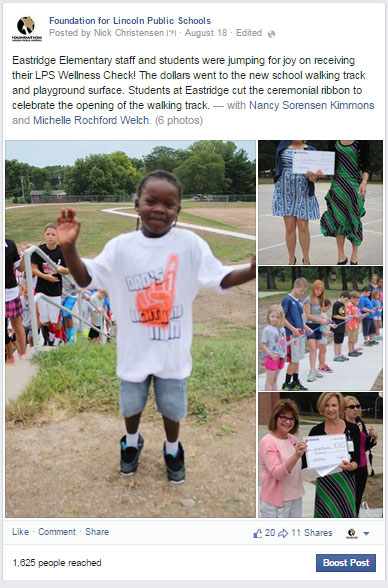 Foundation for Lincoln Public Schools
Posted by Nick Christensen [?] · August 18 · Edited
FOUNDATION
Eastridge Elementary staff and students were jumping for joy on receiving
their LPS Wellness Check! The dollars went to the new school walking track
and playground surface. Students at Eastridge cut the ceremonial ribbon to
celebrate the opening of the walking track. — with Nancy Sorensen Kimmons
and Michelle Rochford Welch. (6 photos)
DAD'S
MAN
Like · Comment · Share
20
11 Shares
1,625 people reached
Boost Post